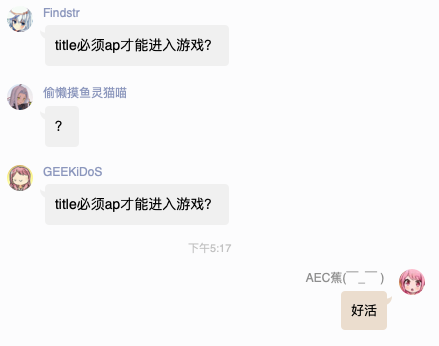 Findstr
title必须ap才能进入游戏？
偷懒摸鱼灵猫喵
？
GEEKiDoS
title必须ap才能进入游戏？
下午5:17
AEC蕉(￣_￣ )
好活